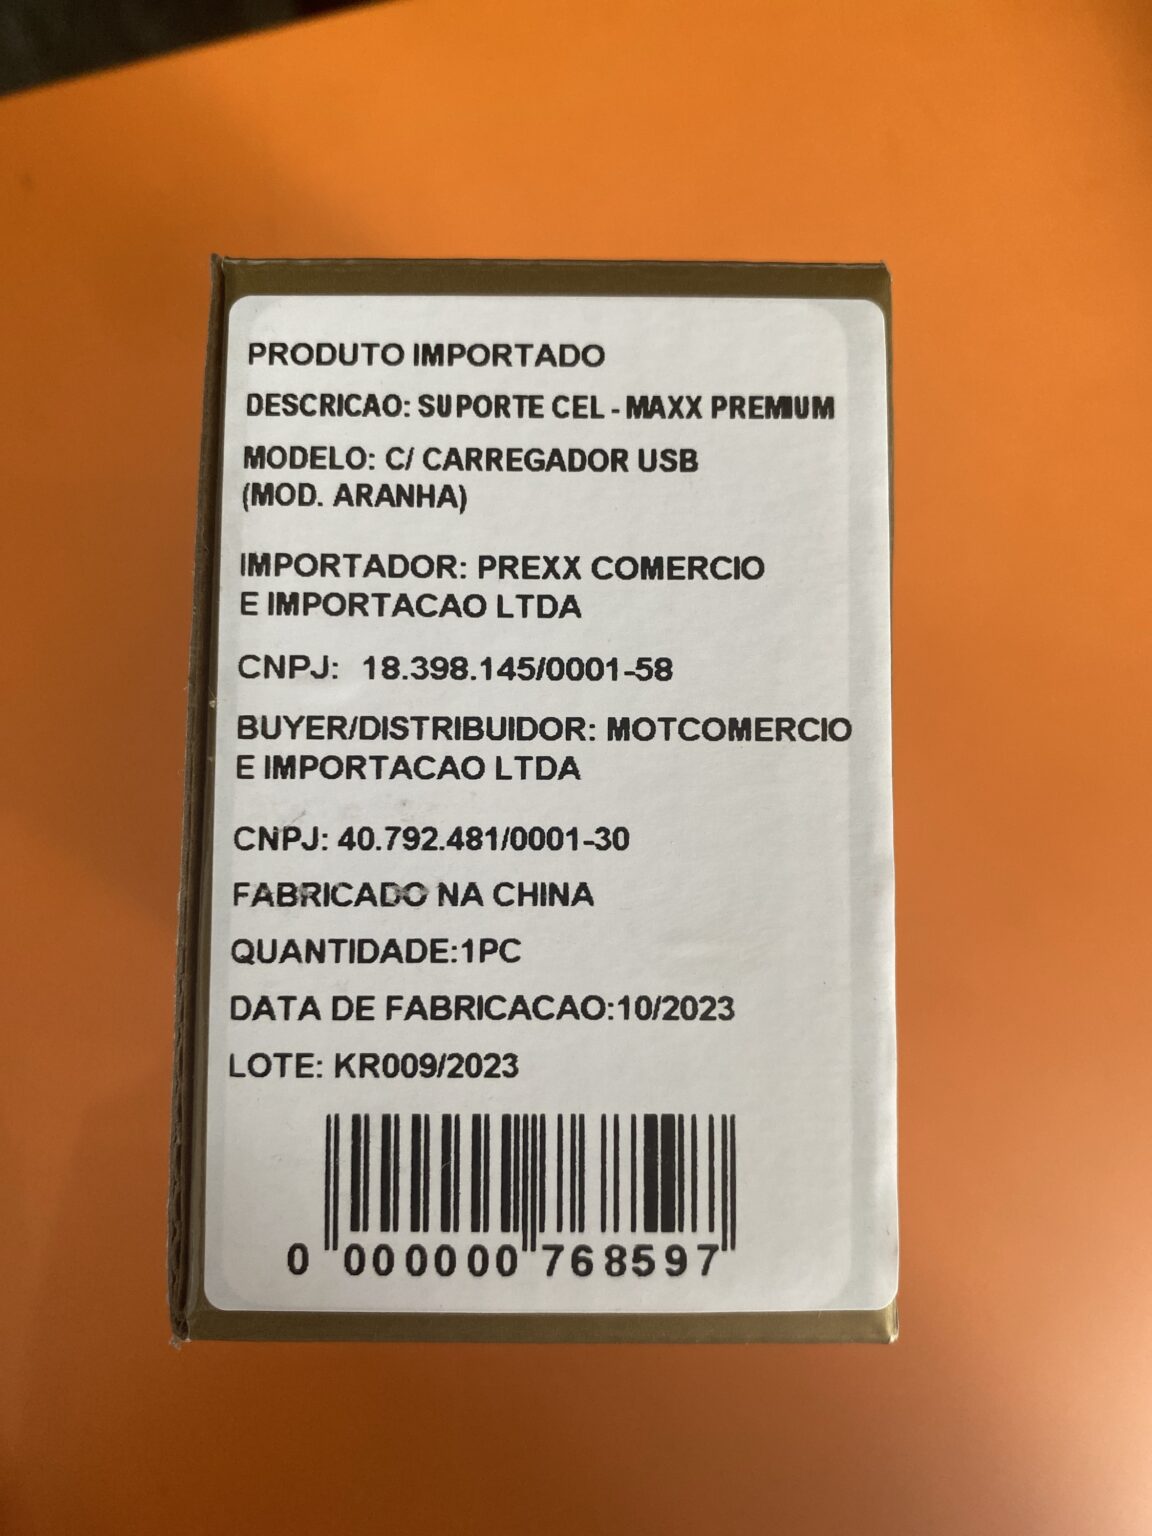 PRODUTO IMPORTADO
DESCRICAO: SUPORTE CEL - MAXX PREMIUM
MODELO: C/ CARREGADOR USB
(MOD. ARANHA)
IMPORTADOR: PREXX COMERCIO
E IMPORTACAO LTDA
CNPJ: 18.398.145/0001-58
BUYER/DISTRIBUIDOR: MOTCOMERCIO
E IMPORTACAO LTDA
CNPJ: 40.792.481/0001-30
FABRICADO NA CHINA
QUANTIDADE:1PC
DATA DE FABRICACAO:10/2023
LOTE: KR009/2023
0 000000 768597